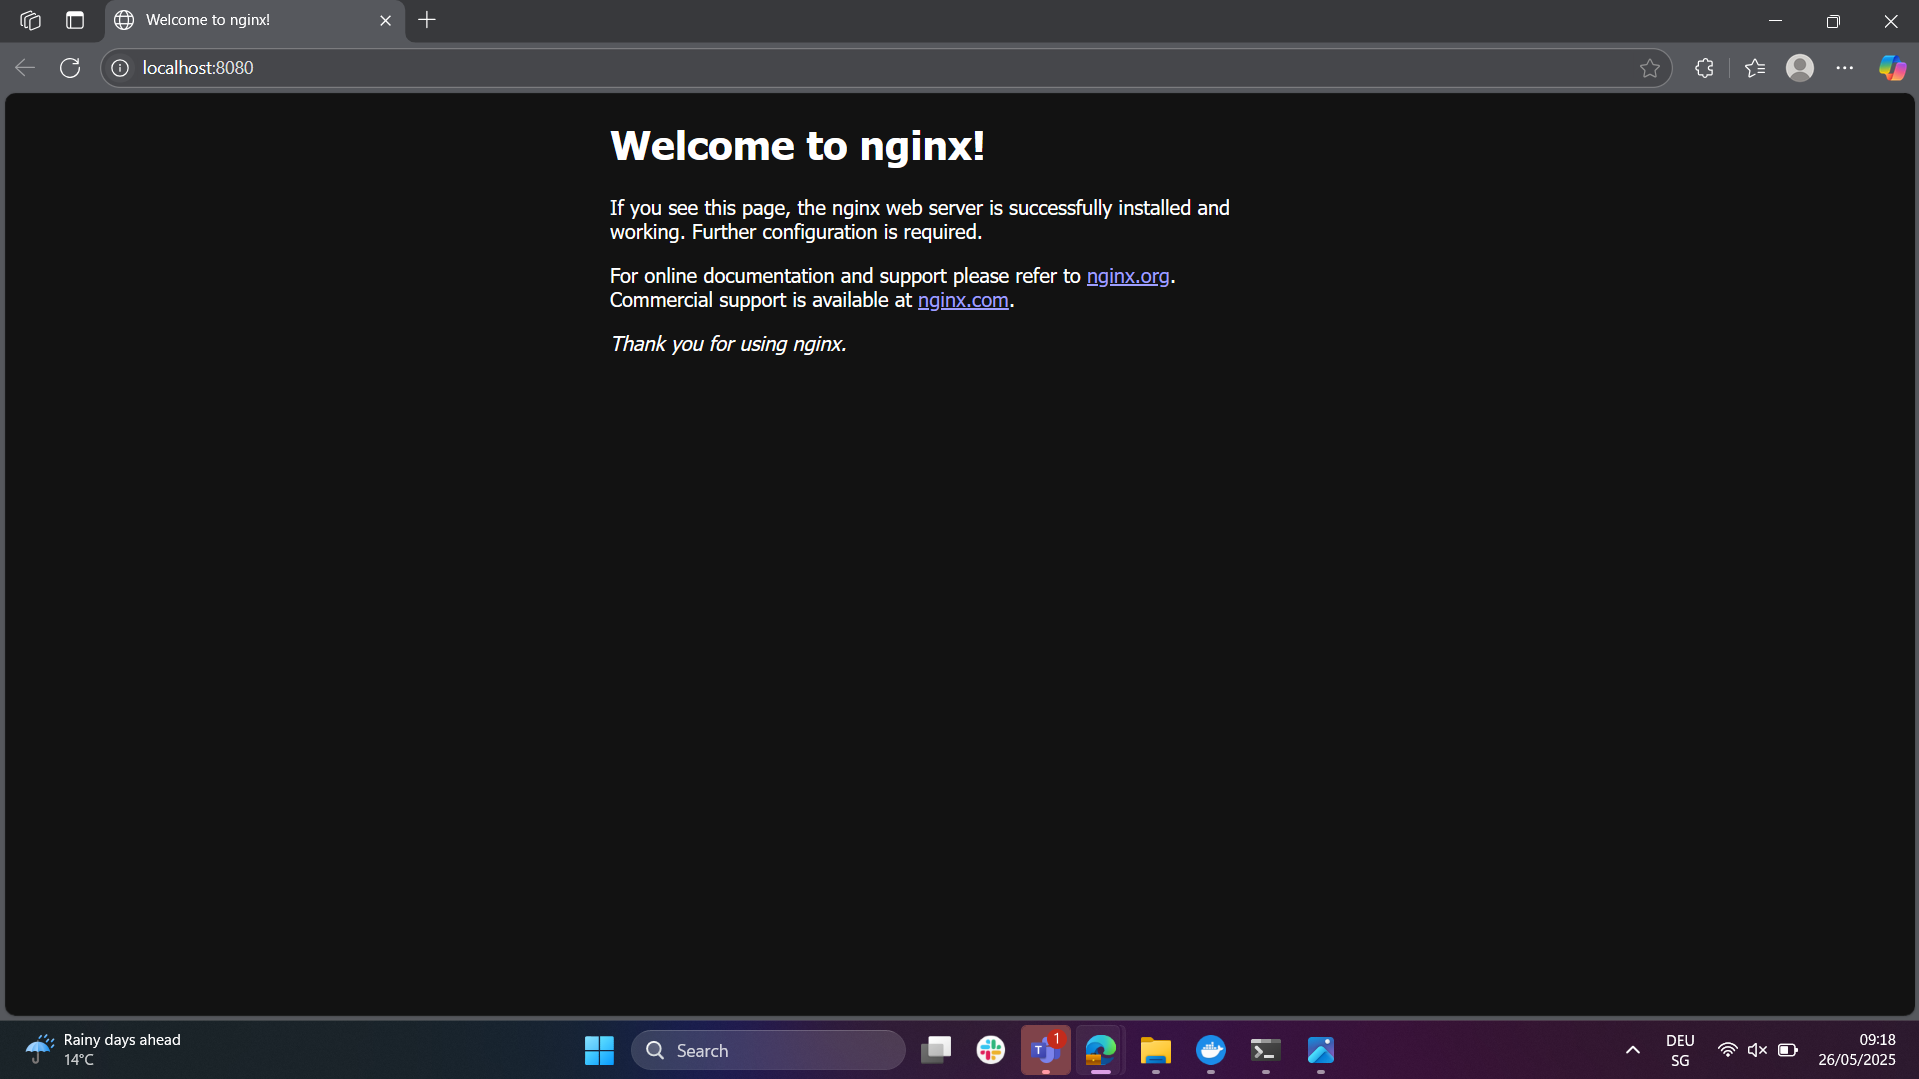 Welcome to nginx!
localhost:8080
Welcome to nginx!
If you see this page, the nginx web server is successfully installed and
working. Further configuration is required.
For online documentation and support please refer to nginx.org.
Commercial support is available at nginx.com.
Thank you for using nginx.
Rainy days ahead
14°C
Search
T
1
DEU
SG
09:18
26/05/2025